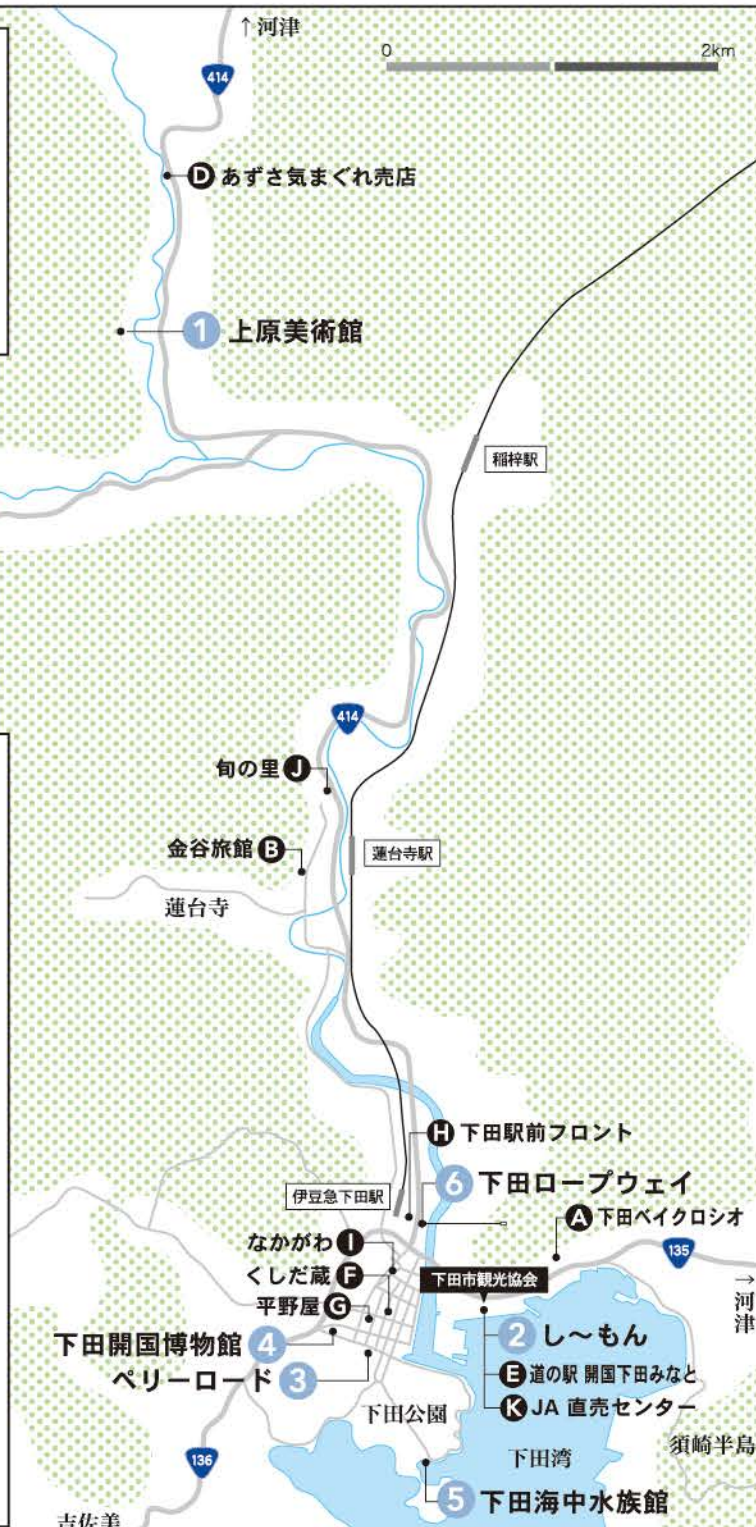 ↑河津
0 2km
414
D あずさ気まぐれ売店
1 上原美術館
稲梓駅
414
旬の里 J
金谷旅館 B
蓮台寺駅
蓮台寺
H 下田駅前フロント
6 下田ロープウェイ
伊豆急下田駅
A 下田ベイクロシオ
なかがわ I
135
くしだ蔵 F
下田市観光協会
→河津
平野屋 G
2 し〜もん
下田開国博物館 4
E 道の駅 開国下田みなと
ペリーロード 3
K JA 直売センター
下田公園
須崎半島
136
下田湾
5 下田海中水族館
吉佐美